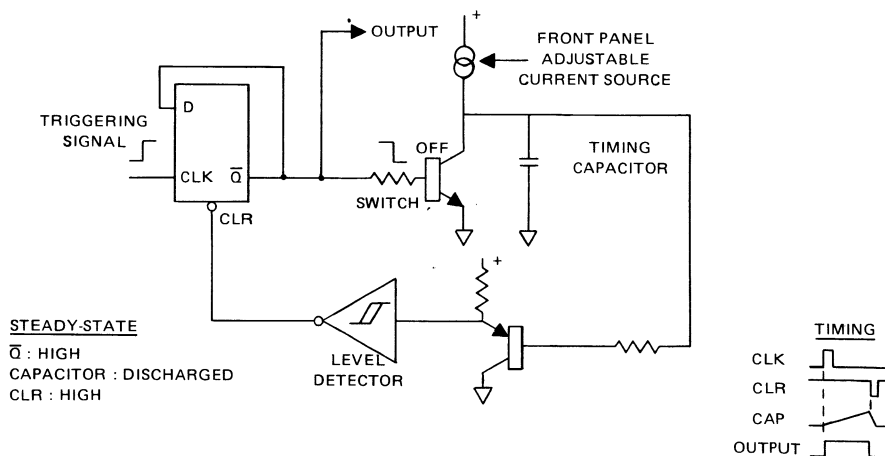 +
OUTPUT
FRONT PANEL
ADJUSTABLE
CURRENT SOURCE
D
TRIGGERING
SIGNAL
OFF
TIMING
CAPACITOR
CLK
Q̅
SWITCH
CLR
+
STEADY-STATE
Q̅ : HIGH
CAPACITOR : DISCHARGED
CLR : HIGH
LEVEL
DETECTOR
TIMING
CLK
CLR
CAP
OUTPUT